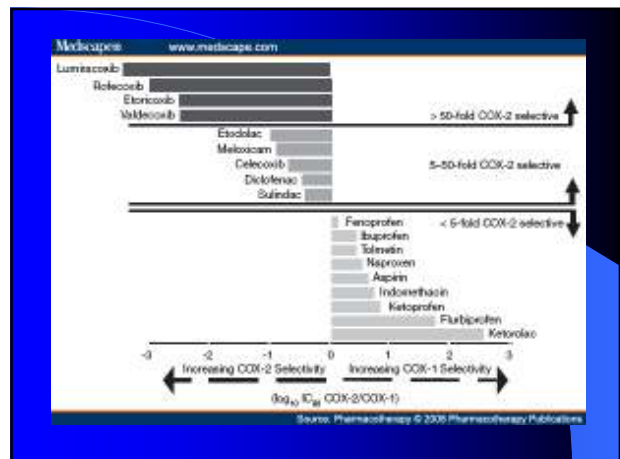 Medscape® www.medscape.com
Lumiracoxib
Rofecoxib
Etoricoxib
Valdecoxib
> 50-fold COX-2 selective
Etodolac
Meloxicam
Celecoxib
5–50-fold COX-2 selective
Diclofenac
Sulindac
Fenoprofen
< 5-fold COX-2 selective
Ibuprofen
Tolmetin
Naproxen
Aspirin
Indomethacin
Ketoprofen
Flurbiprofen
Ketorolac
-3 -2 -1 0 1 2 3
Increasing COX-2 Selectivity Increasing COX-1 Selectivity
(log10 IC80 COX-2/COX-1)
Source: Pharmacotherapy © 2005 Pharmacotherapy Publications